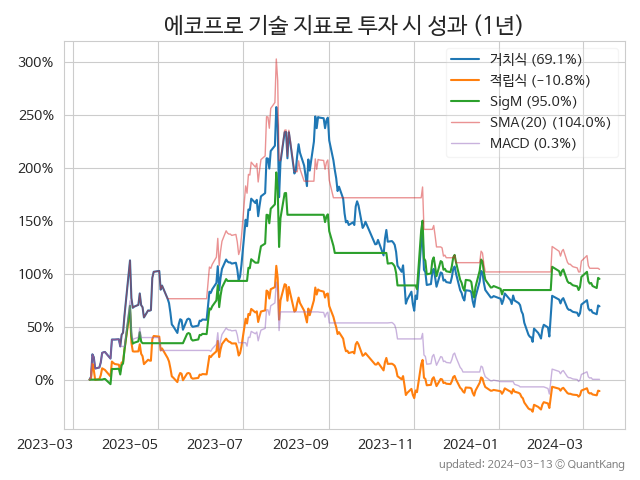 에코프로 기술 지표로 투자 시 성과 (1년)
거치식 (69.1%)
적립식 (−10.8%)
SigM (95.0%)
SMA(20) (104.0%)
MACD (0.3%)
300%
250%
200%
150%
100%
50%
0%
2023-03 2023-05 2023-07 2023-09 2023-11 2024-01 2024-03
updated: 2024-03-13 © QuantKang